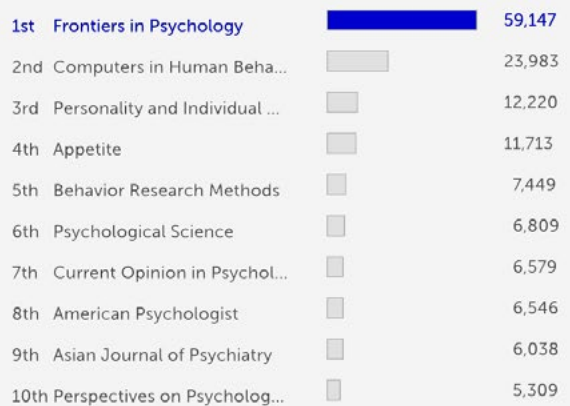 1st Frontiers in Psychology 59,147
2nd Computers in Human Beha... 23,983
3rd Personality and Individual ... 12,220
4th Appetite 11,713
5th Behavior Research Methods 7,449
6th Psychological Science 6,809
7th Current Opinion in Psychol... 6,579
8th American Psychologist 6,546
9th Asian Journal of Psychiatry 6,038
10th Perspectives on Psycholog... 5,309